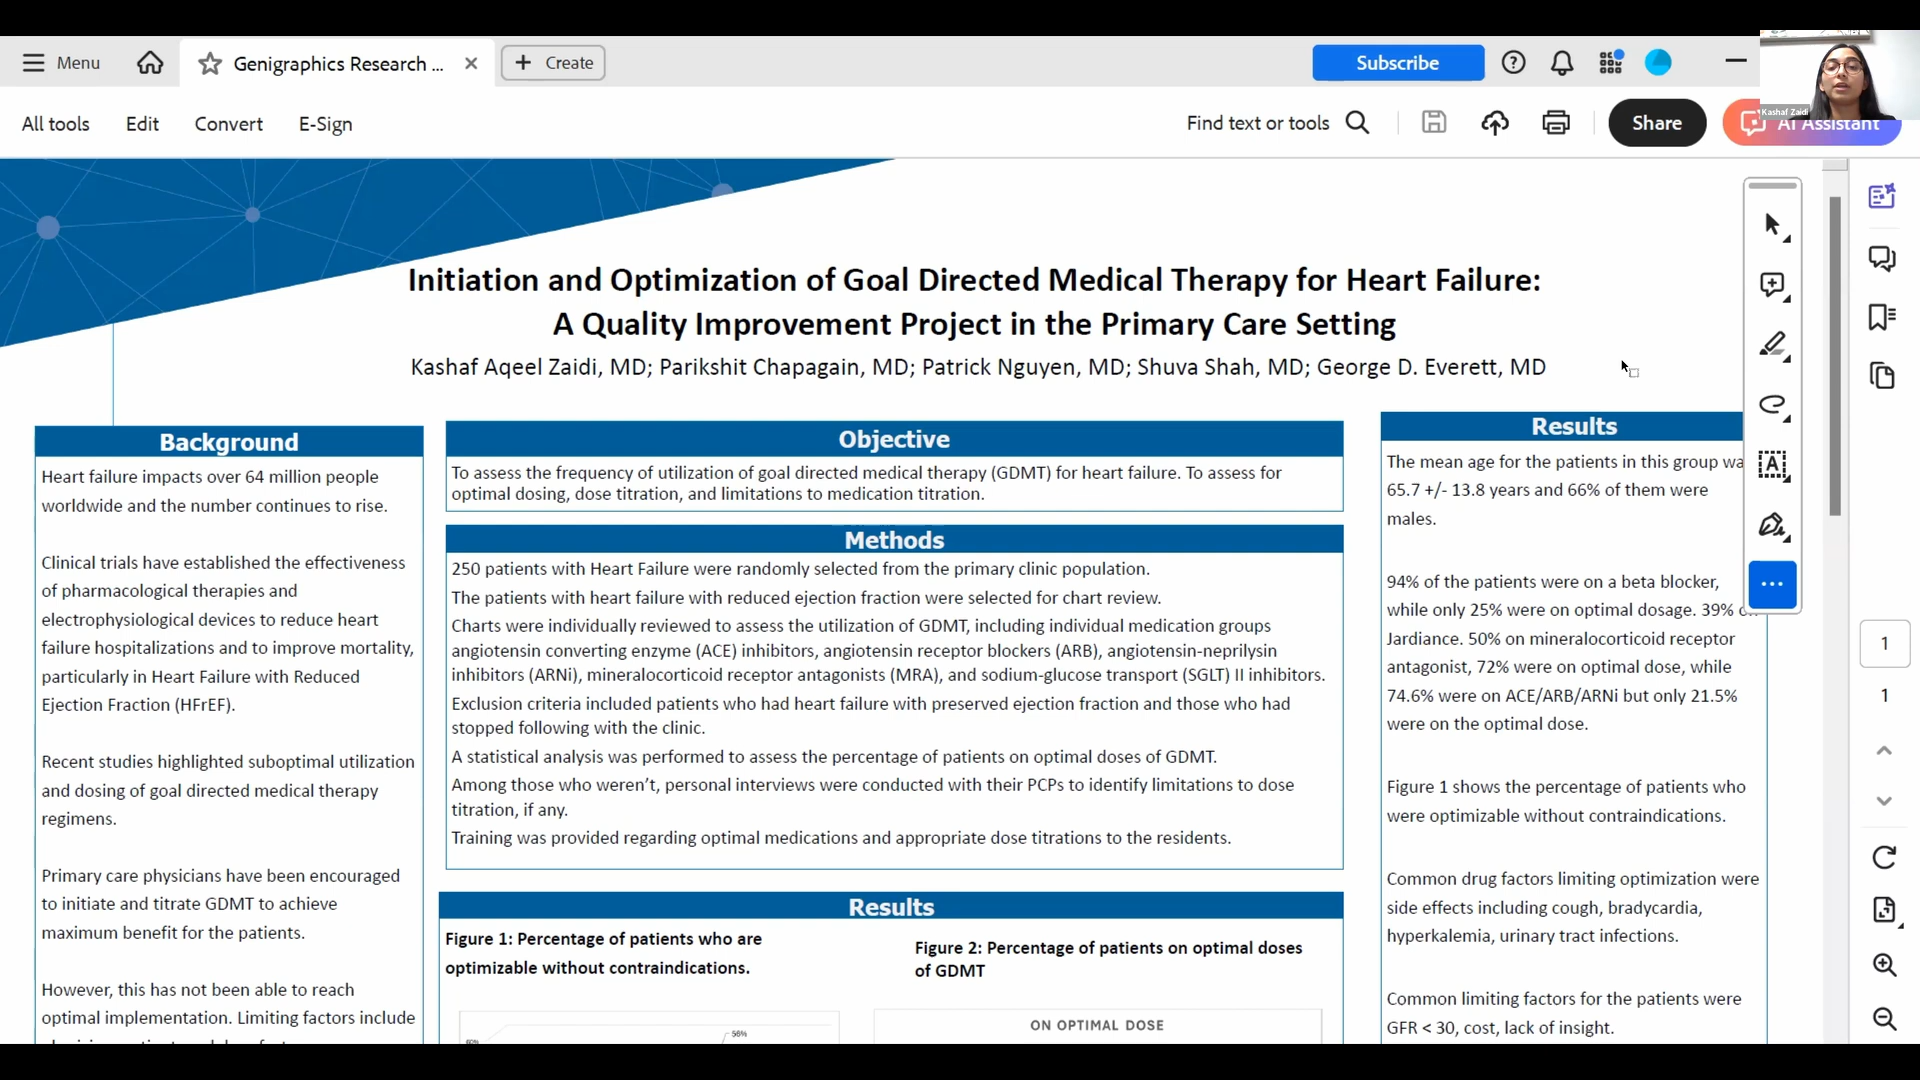 Menu
Genigraphics Research ...
Create
Subscribe
Kashaf Zaidi
All tools
Edit
Convert
E-Sign
Find text or tools
Share
AI Assistant
Initiation and Optimization of Goal Directed Medical Therapy for Heart Failure:
A Quality Improvement Project in the Primary Care Setting
Kashaf Aqeel Zaidi, MD; Parikshit Chapagain, MD; Patrick Nguyen, MD; Shuva Shah, MD; George D. Everett, MD
Background
Heart failure impacts over 64 million people
worldwide and the number continues to rise.
Clinical trials have established the effectiveness
of pharmacological therapies and
electrophysiological devices to reduce heart
failure hospitalizations and to improve mortality,
particularly in Heart Failure with Reduced
Ejection Fraction (HFrEF).
Recent studies highlighted suboptimal utilization
and dosing of goal directed medical therapy
regimens.
Primary care physicians have been encouraged
to initiate and titrate GDMT to achieve
maximum benefit for the patients.
However, this has not been able to reach
optimal implementation. Limiting factors include
Objective
To assess the frequency of utilization of goal directed medical therapy (GDMT) for heart failure. To assess for
optimal dosing, dose titration, and limitations to medication titration.
Methods
250 patients with Heart Failure were randomly selected from the primary clinic population.
The patients with heart failure with reduced ejection fraction were selected for chart review.
Charts were individually reviewed to assess the utilization of GDMT, including individual medication groups
angiotensin converting enzyme (ACE) inhibitors, angiotensin receptor blockers (ARB), angiotensin-neprilysin
inhibitors (ARNi), mineralocorticoid receptor antagonists (MRA), and sodium-glucose transport (SGLT) II inhibitors.
Exclusion criteria included patients who had heart failure with preserved ejection fraction and those who had
stopped following with the clinic.
A statistical analysis was performed to assess the percentage of patients on optimal doses of GDMT.
Among those who weren't, personal interviews were conducted with their PCPs to identify limitations to dose
titration, if any.
Training was provided regarding optimal medications and appropriate dose titrations to the residents.
Results
Figure 1: Percentage of patients who are
optimizable without contraindications.
60%
56%
Figure 2: Percentage of patients on optimal doses
of GDMT
ON OPTIMAL DOSE
Results
The mean age for the patients in this group wa
65.7 +/- 13.8 years and 66% of them were
males.
94% of the patients were on a beta blocker,
while only 25% were on optimal dosage. 39%
Jardiance. 50% on mineralocorticoid receptor
antagonist, 72% were on optimal dose, while
74.6% were on ACE/ARB/ARNi but only 21.5%
were on the optimal dose.
Figure 1 shows the percentage of patients who
were optimizable without contraindications.
Common drug factors limiting optimization were
side effects including cough, bradycardia,
hyperkalemia, urinary tract infections.
Common limiting factors for the patients were
GFR < 30, cost, lack of insight.
1
1